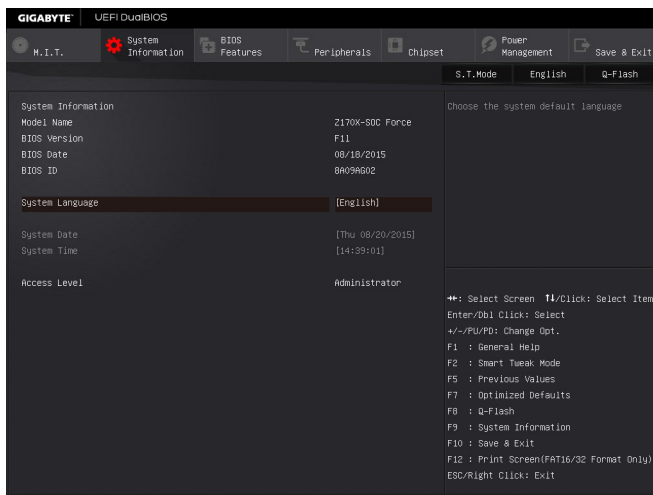 GIGABYTE™ UEFI DualBIOS
M.I.T. System Information BIOS Features Peripherals Chipset Power Management Save & Exit
S.T.Mode English Q-Flash
System Information
Model Name Z170X-SOC Force
BIOS Version F1l
BIOS Date 08/18/2015
BIOS ID 8A09AG02
System Language [English]
System Date [Thu 08/20/2015]
System Time [14:39:01]
Access Level Administrator
Choose the system default language
→←: Select Screen ↑↓/Click: Select Item
Enter/Dbl Click: Select
+/-/PU/PD: Change Opt.
F1 : General Help
F2 : Smart Tweak Mode
F5 : Previous Values
F7 : Optimized Defaults
F8 : Q-Flash
F9 : System Information
F10 : Save & Exit
F12 : Print Screen(FAT16/32 Format Only)
ESC/Right Click: Exit